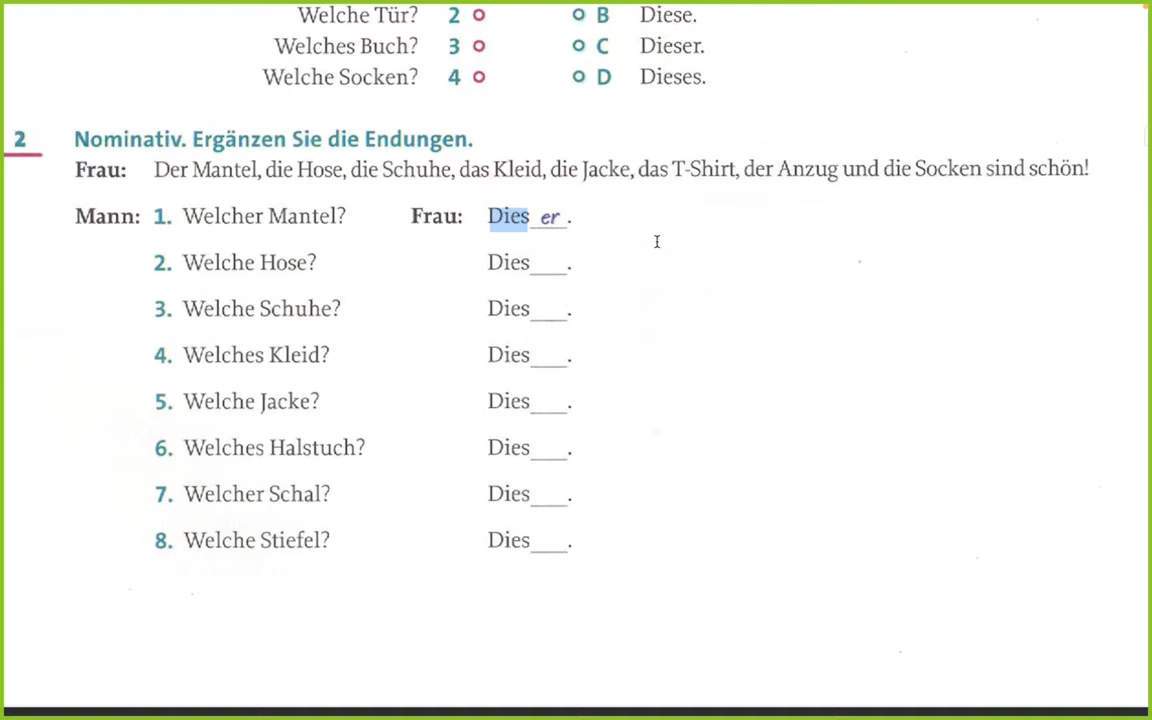 Welche Tür? 2 B Diese.
Welches Buch? 3 C Dieser.
Welche Socken? 4 D Dieses.
2 Nominativ. Ergänzen Sie die Endungen.
Frau: Der Mantel, die Hose, die Schuhe, das Kleid, die Jacke, das T-Shirt, der Anzug und die Socken sind schön!
Mann: 1. Welcher Mantel? Frau: Dies er .
2. Welche Hose? Dies___.
3. Welche Schuhe? Dies___.
4. Welches Kleid? Dies___.
5. Welche Jacke? Dies___.
6. Welches Halstuch? Dies___.
7. Welcher Schal? Dies___.
8. Welche Stiefel? Dies___.